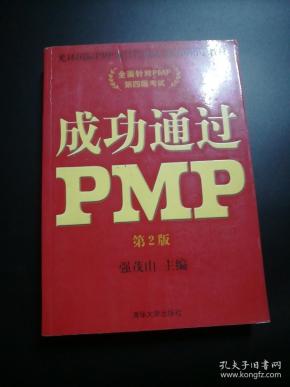 全面针对PMP
第四版考试
成功通过
PMP
第2版
强茂山 主编
清华大学出版社
孔夫子旧书网